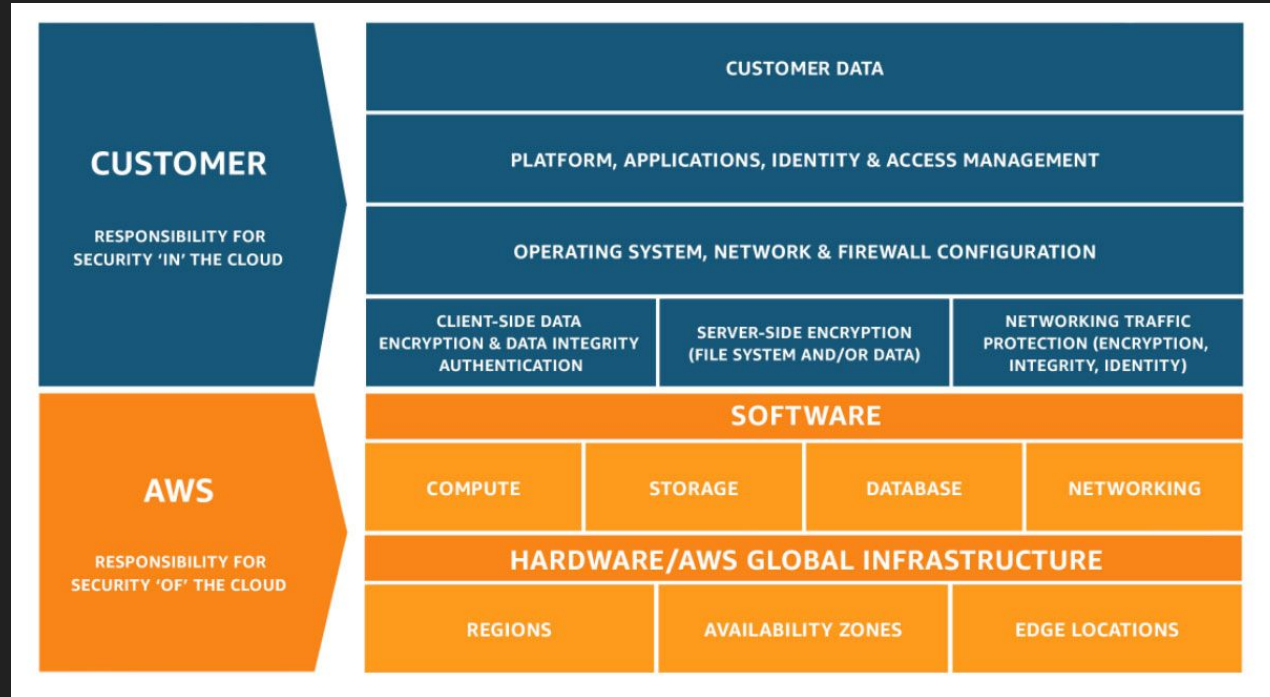 CUSTOMER
RESPONSIBILITY FOR
SECURITY ‘IN’ THE CLOUD
CUSTOMER DATA
PLATFORM, APPLICATIONS, IDENTITY & ACCESS MANAGEMENT
OPERATING SYSTEM, NETWORK & FIREWALL CONFIGURATION
CLIENT-SIDE DATA
ENCRYPTION & DATA INTEGRITY
AUTHENTICATION
SERVER-SIDE ENCRYPTION
(FILE SYSTEM AND/OR DATA)
NETWORKING TRAFFIC
PROTECTION (ENCRYPTION,
INTEGRITY, IDENTITY)
AWS
RESPONSIBILITY FOR
SECURITY ‘OF’ THE CLOUD
SOFTWARE
COMPUTE
STORAGE
DATABASE
NETWORKING
HARDWARE/AWS GLOBAL INFRASTRUCTURE
REGIONS
AVAILABILITY ZONES
EDGE LOCATIONS